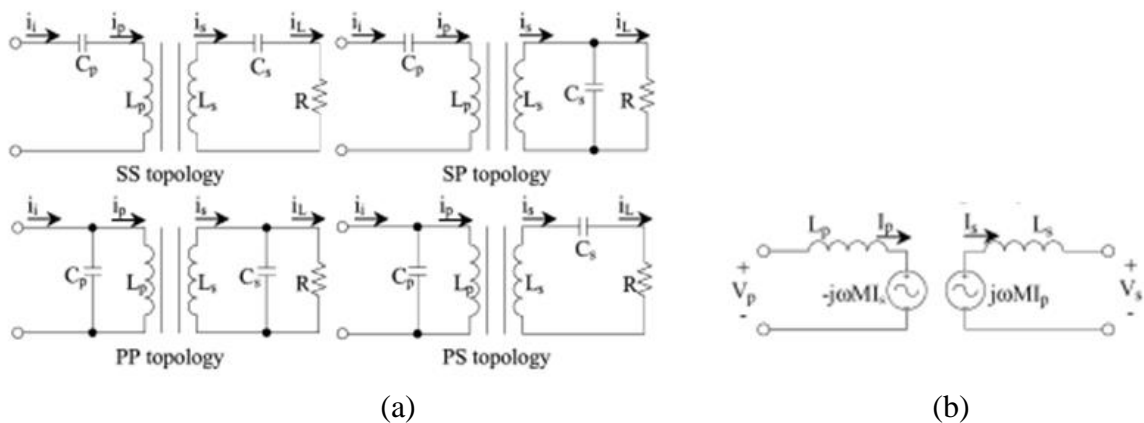 i_i i_p i_s i_L i_i i_p i_s i_L
C_p C_s C_p
L_p L_s R L_p L_s C_s R
SS topology SP topology
i_i i_p i_s i_L i_i i_p i_s i_L
C_s
C_p L_p L_s C_s R C_p L_p L_s R
PP topology PS topology
L_p I_p I_s L_s
+ +
V_p -jωMI_s jωMI_p V_s
- -
(a) (b)